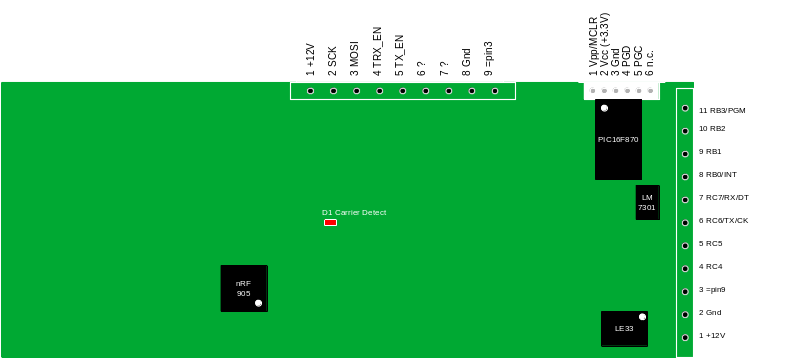 1 +12V
2 SCK
3 MOSI
4 TRX_EN
5 TX_EN
6 ?
7 ?
8 Gnd
9 =pin3
1 Vpp/MCLR
2 Vcc (+3.3V)
3 Gnd
4 PGD
5 PGC
6 n.c.
11 RB3/PGM
10 RB2
9 RB1
8 RB0/INT
7 RC7/RX/DT
6 RC6/TX/CK
5 RC5
4 RC4
3 =pin9
2 Gnd
1 +12V
PIC16F870
LM
7301
D1 Carrier Detect
nRF
905
LE33